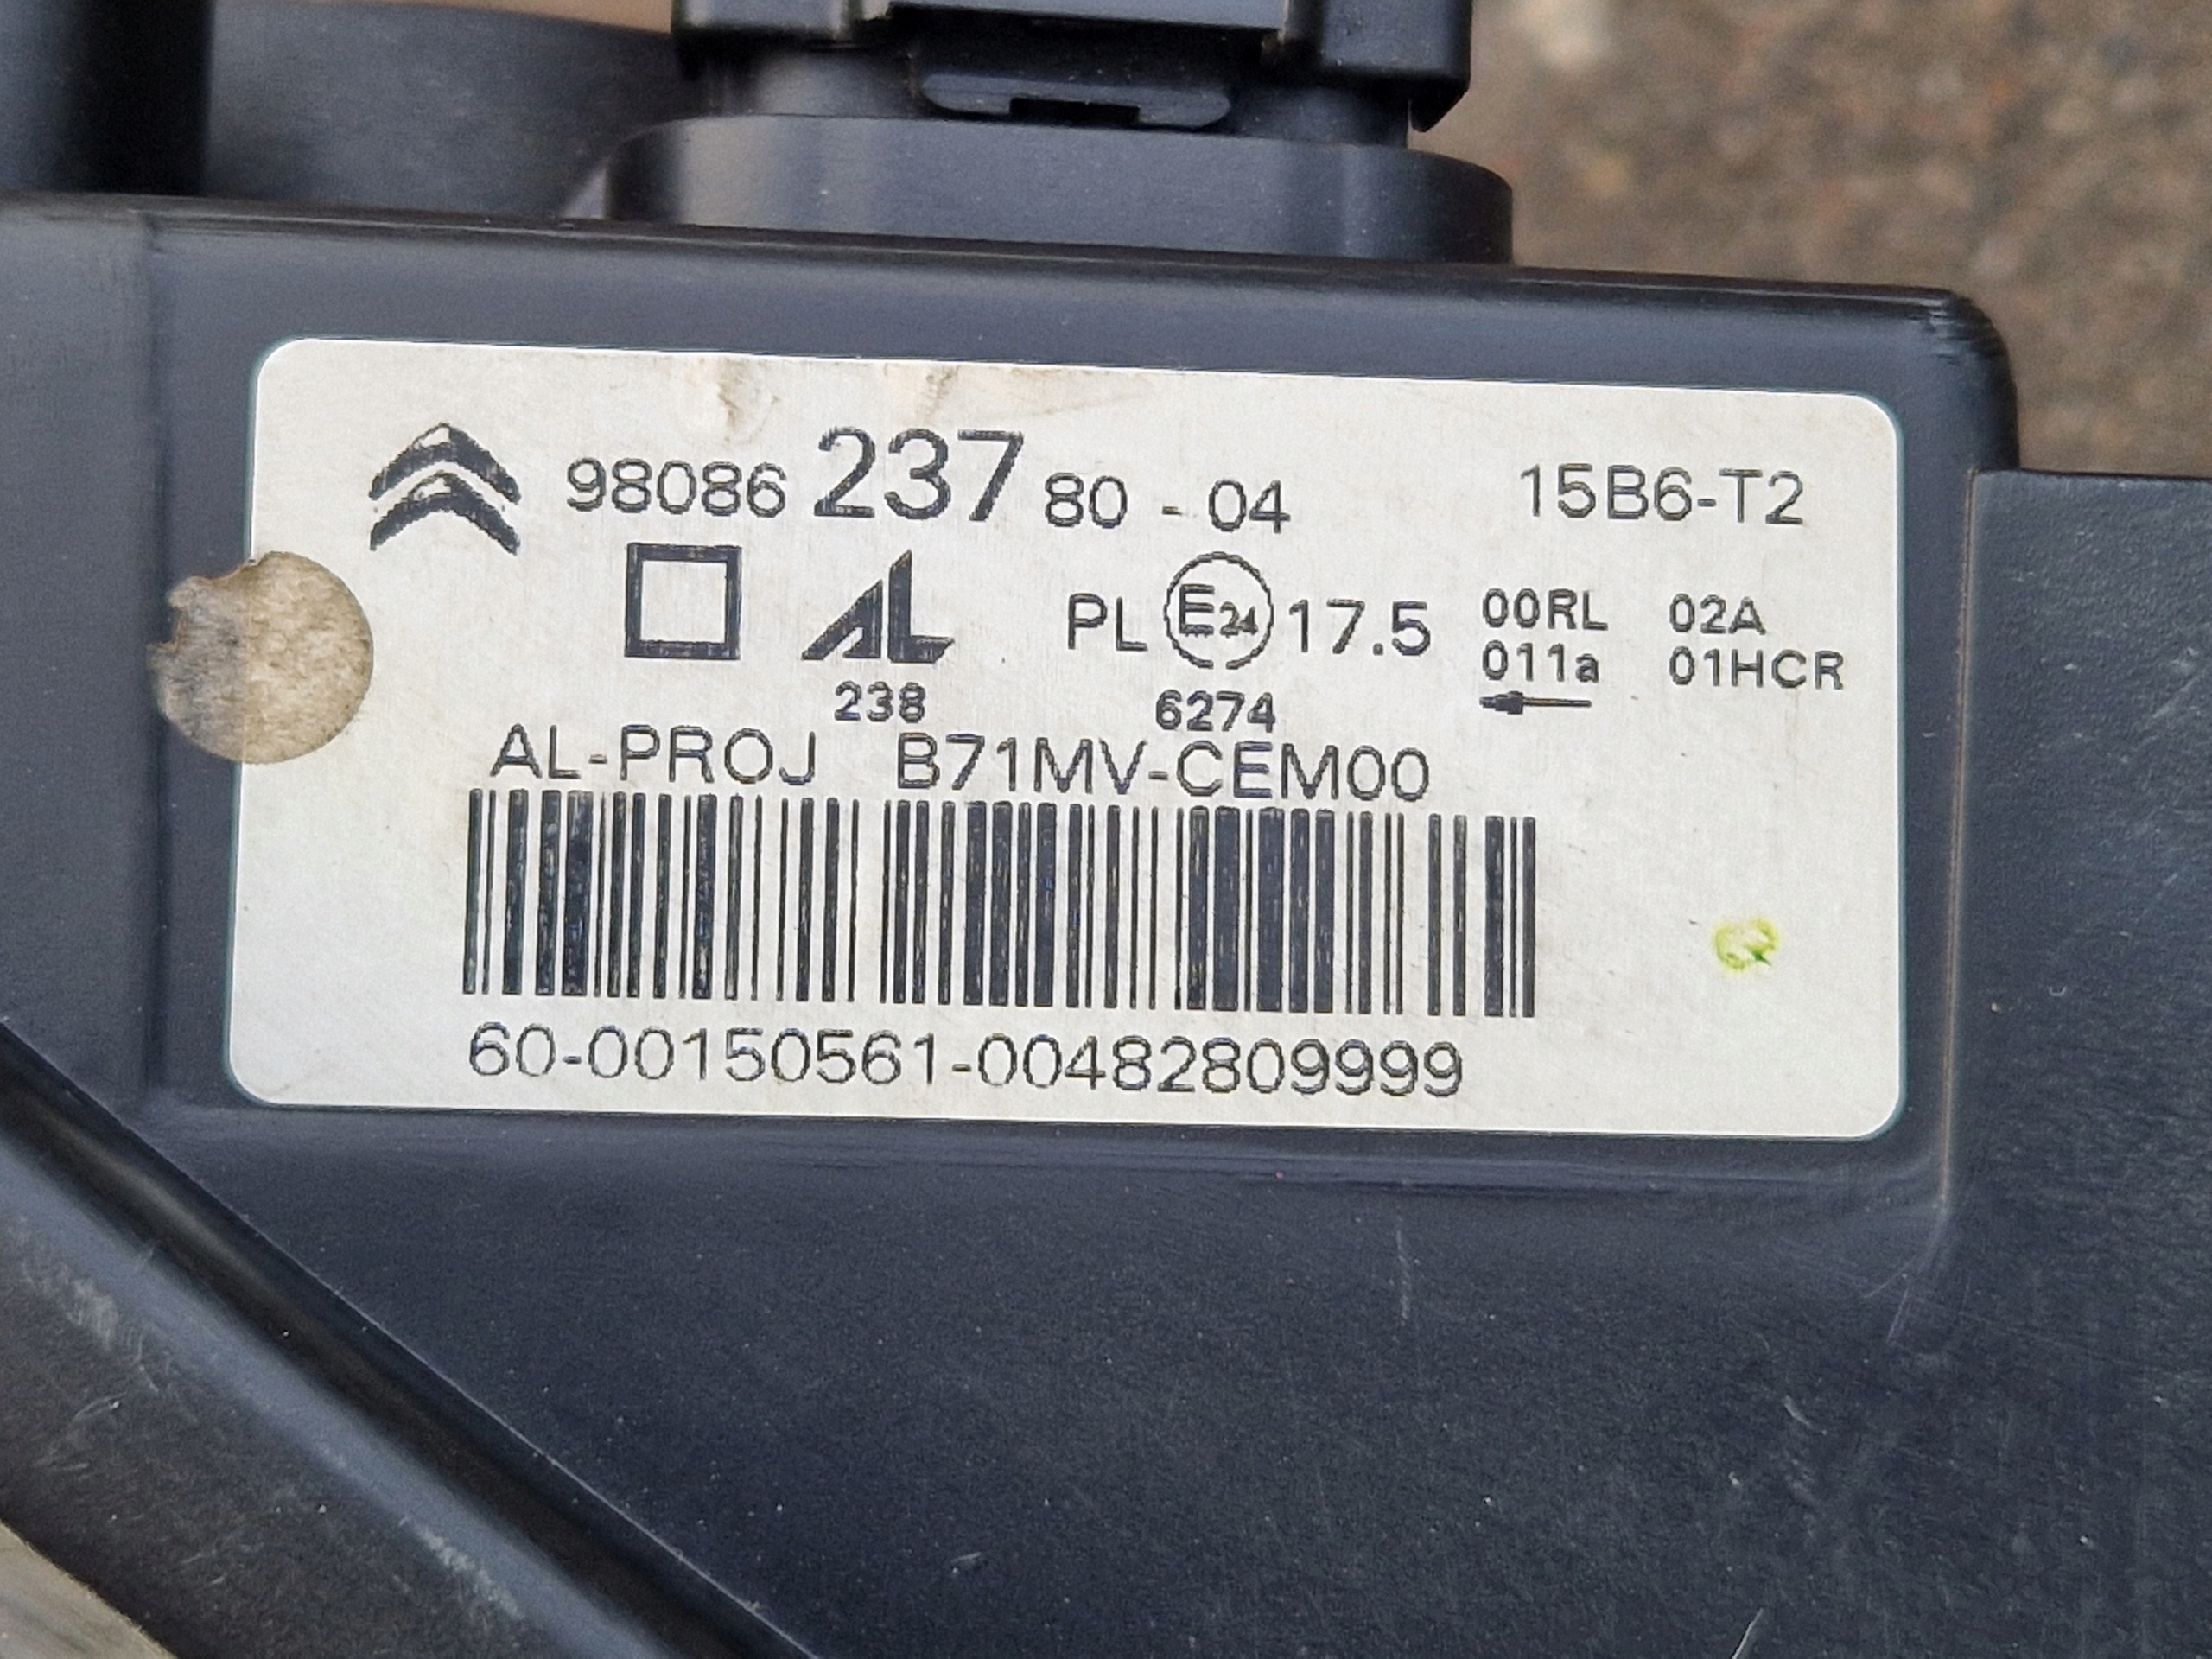 98086 237 80 - 04 15B6-T2
AL PL E24 17.5 00RL 02A
011a 01HCR
238 6274
AL-PROJ B71MV-CEM00
60-00150561-00482809999